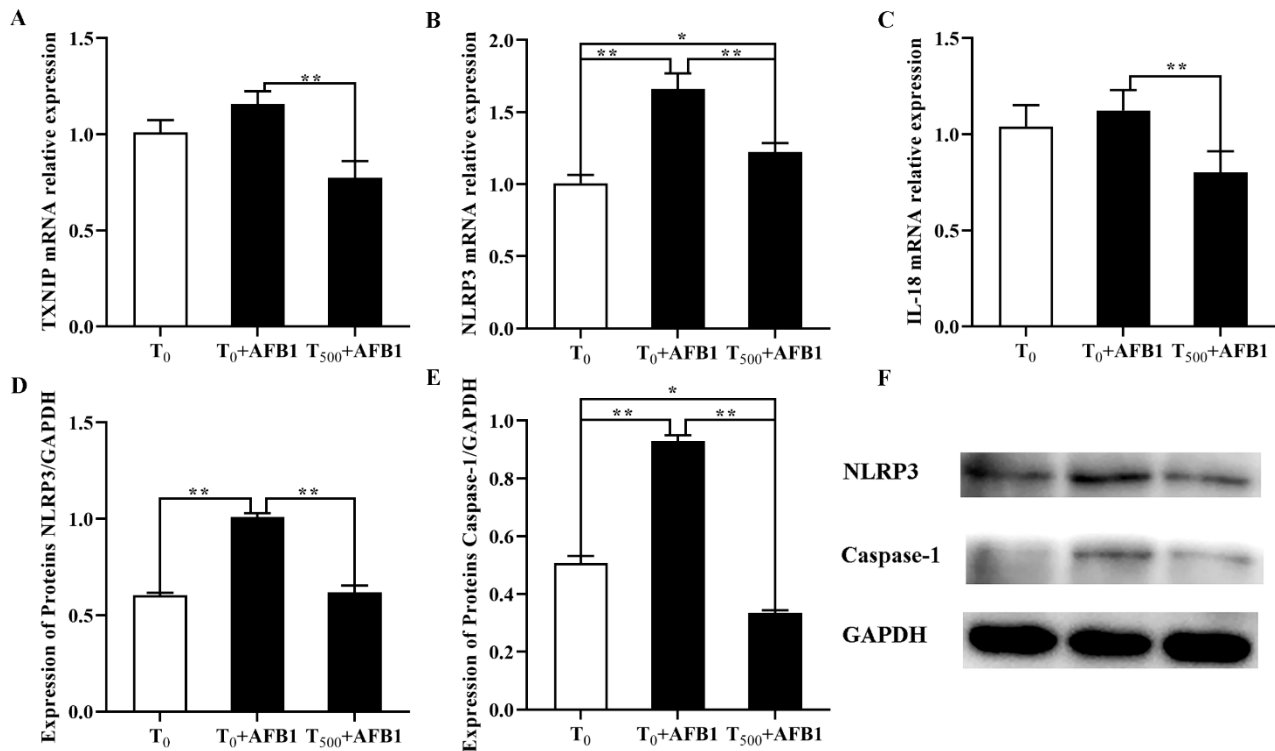 A
TXNIP mRNA relative expression
1.5
1.0
0.5
0.0
**
T₀
T₀+AFB1
T₅₀₀+AFB1
B
NLRP3 mRNA relative expression
2.0
1.5
1.0
0.5
0.0
*
**
**
T₀
T₀+AFB1
T₅₀₀+AFB1
C
IL-18 mRNA relative expression
1.5
1.0
0.5
0.0
**
T₀
T₀+AFB1
T₅₀₀+AFB1
D
Expression of Proteins NLRP3/GAPDH
1.5
1.0
0.5
0.0
**
**
T₀
T₀+AFB1
T₅₀₀+AFB1
E
Expression of Proteins Caspase-1/GAPDH
1.0
0.8
0.6
0.4
0.2
0.0
*
**
**
T₀
T₀+AFB1
T₅₀₀+AFB1
F
NLRP3
Caspase-1
GAPDH